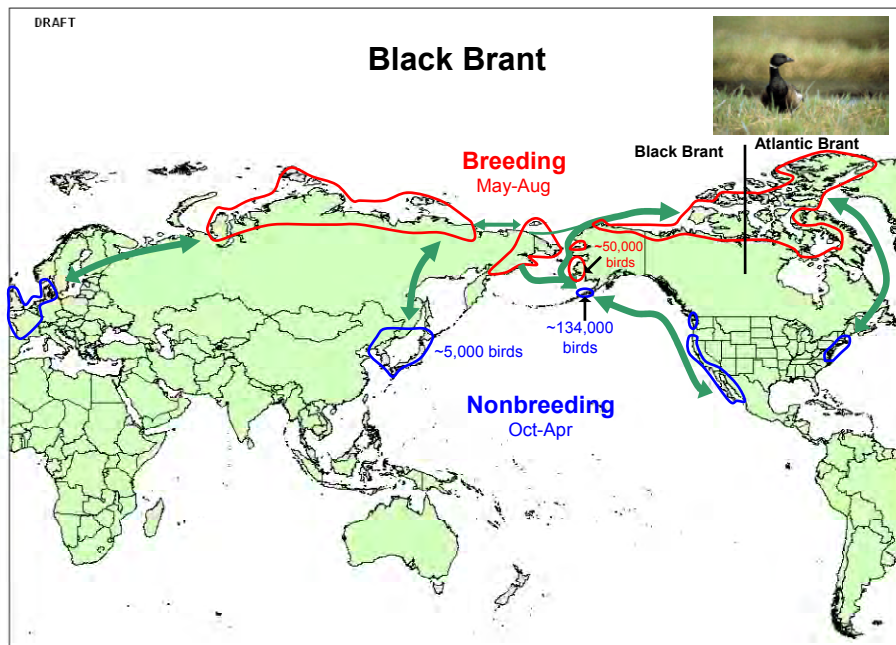 DRAFT
Black Brant
Black Brant
Atlantic Brant
Breeding
May-Aug
~50,000
birds
~134,000
birds
~5,000 birds
Nonbreeding
Oct-Apr